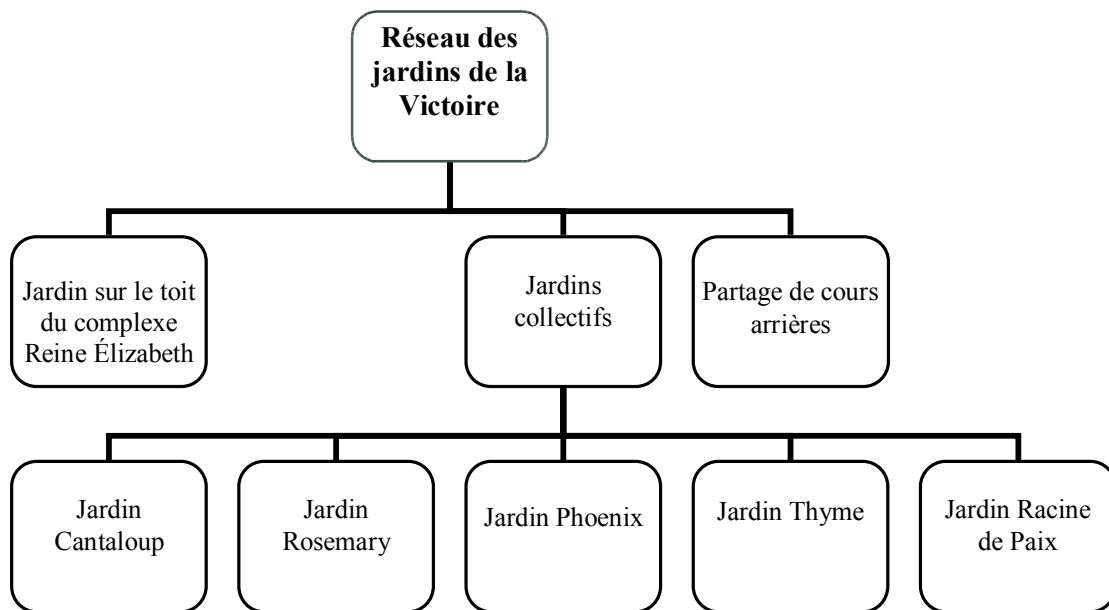 Réseau des
jardins de la
Victoire
Jardin sur le toit
du complexe
Reine Élizabeth
Jardins
collectifs
Partage de cours
arrières
Jardin
Cantaloup
Jardin
Rosemary
Jardin Phoenix
Jardin Thyme
Jardin Racine
de Paix